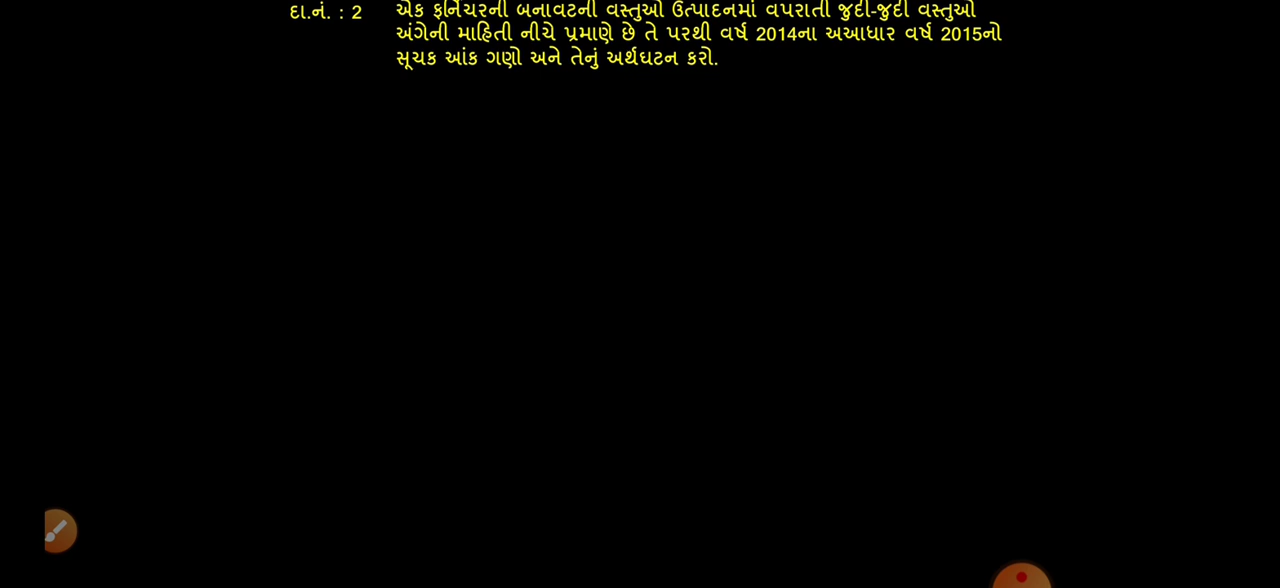 દા.નં. : 2 એક ફર્નિચરની બનાવટની વસ્તુઓ ઉત્પાદનમાં વપરાતી જુદી-જુદી વસ્તુઓ
અંગેની માહિતી નીચે પ્રમાણે છે તે પરથી વર્ષ 2014ના અઆધાર વર્ષ 2015નો
સૂચક આંક ગણો અને તેનું અર્થઘટન કરો.